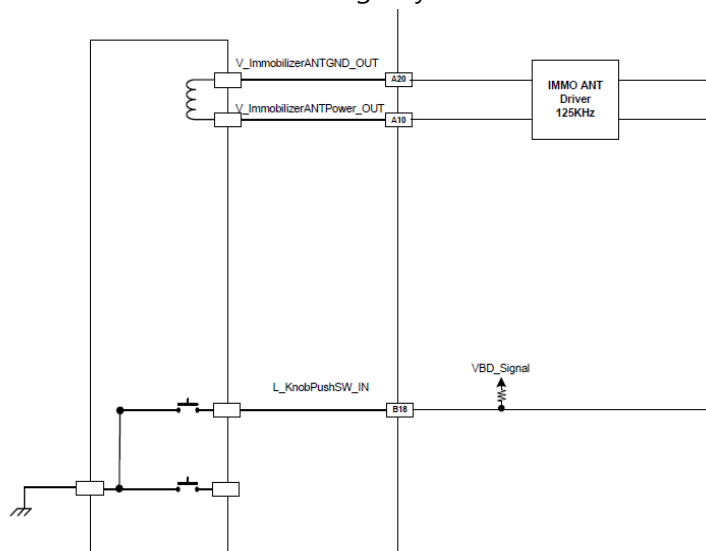 V_ImmobilizerANTGND_OUT
A20
IMMO ANT
Driver
125KHz
V_ImmobilizerANTPower_OUT
A10
VBD_Signal
L_KnobPushSW_IN
B18